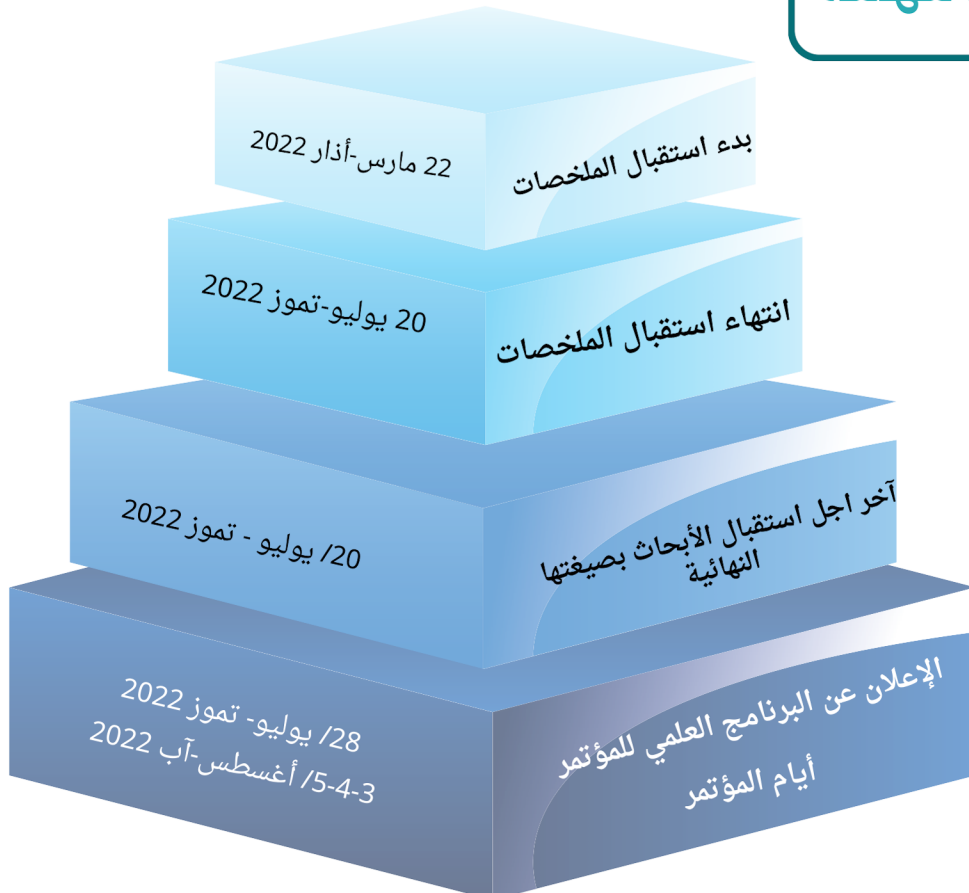 بدء استقبال الملخصات
22 مارس-أذار 2022
انتهاء استقبال الملخصات
20 يوليو-تموز 2022
آخر اجل استقبال الأبحاث بصيغتها
النهائية
20/ يوليو - تموز 2022
الإعلان عن البرنامج العلمي للمؤتمر
أيام المؤتمر
28/ يوليو- تموز 2022
3-4-5/ أغسطس-آب 2022